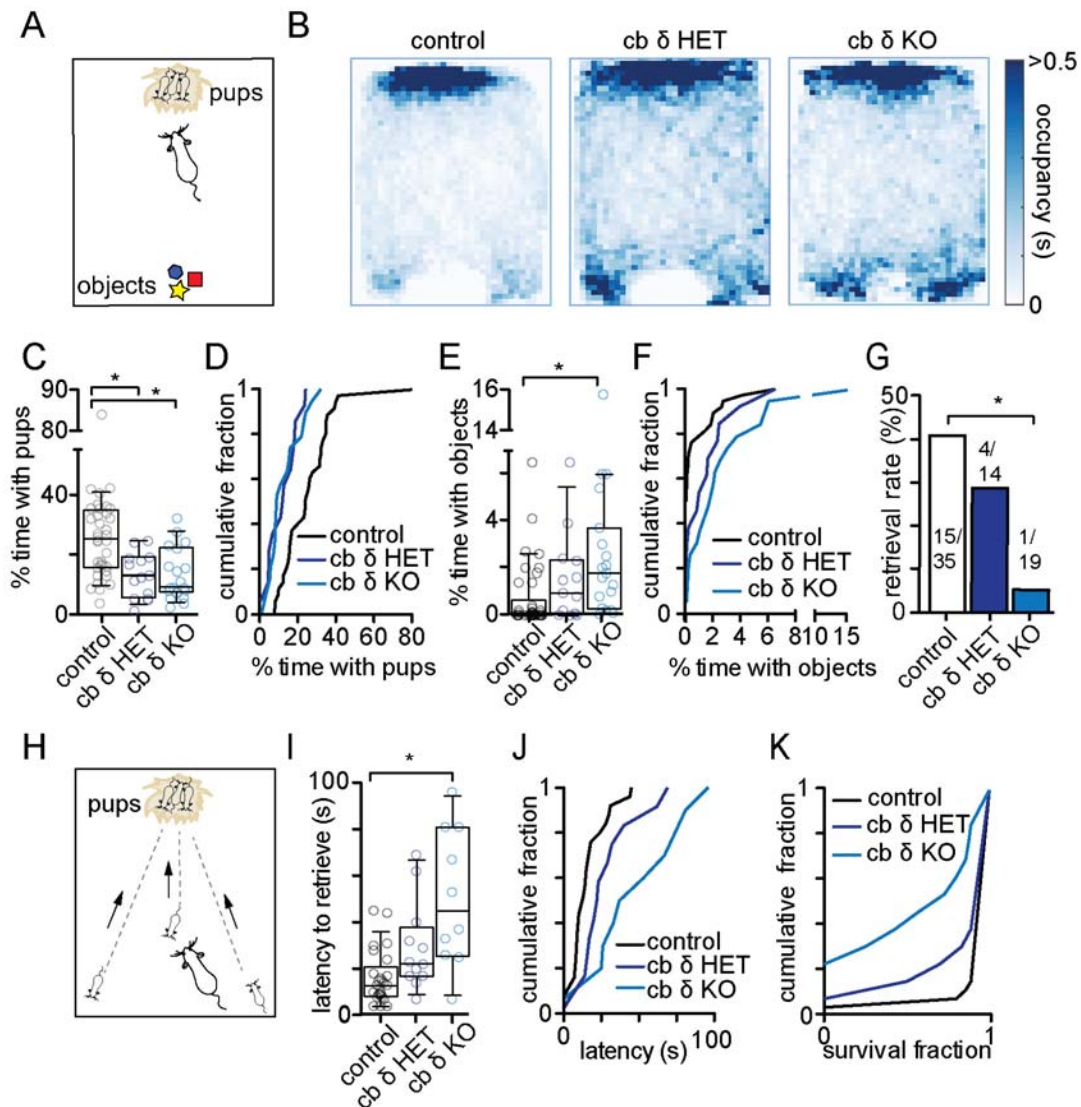 A
pups
objects
B
control
cb δ HET
cb δ KO
>0.5
occupancy (s)
0
C
90
80
40
0
% time with pups
*
*
control
cb δ HET
cb δ KO
D
1
0
cumulative fraction
control
cb δ HET
cb δ KO
0 20 40 60 80
% time with pups
E
16
14
4
2
0
% time with objects
*
control
cb δ HET
cb δ KO
F
1
0
cumulative fraction
control
cb δ HET
cb δ KO
0 2 4 6 8 10 15
% time with objects
G
50
0
retrieval rate (%)
*
15/
35
4/
14
1/
19
control
cb δ HET
cb δ KO
H
pups
I
100
0
latency to retrieve (s)
*
control
cb δ HET
cb δ KO
J
1
0
cumulative fraction
control
cb δ HET
cb δ KO
0 100
latency (s)
K
1
0
cumulative fraction
control
cb δ HET
cb δ KO
0 1
survival fraction